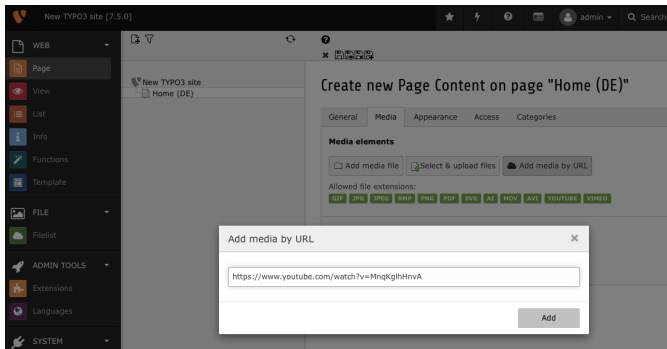 New TYPO3 site [7.5.0]
admin
Search
WEB
Page
View
List
Info
Functions
Template
FILE
Filelist
ADMIN TOOLS
Extensions
Languages
SYSTEM
New TYPO3 site
Home (DE)
Create new Page Content on page "Home (DE)"
General Media Appearance Access Categories
Media elements
Add media file Select & upload files Add media by URL
Allowed file extensions:
GIF JPG JPEG BMP PNG PDF SVG AI MOV AVI YOUTUBE VIMEO
Add media by URL
https://www.youtube.com/watch?v=MnqKglhHnvA
Add